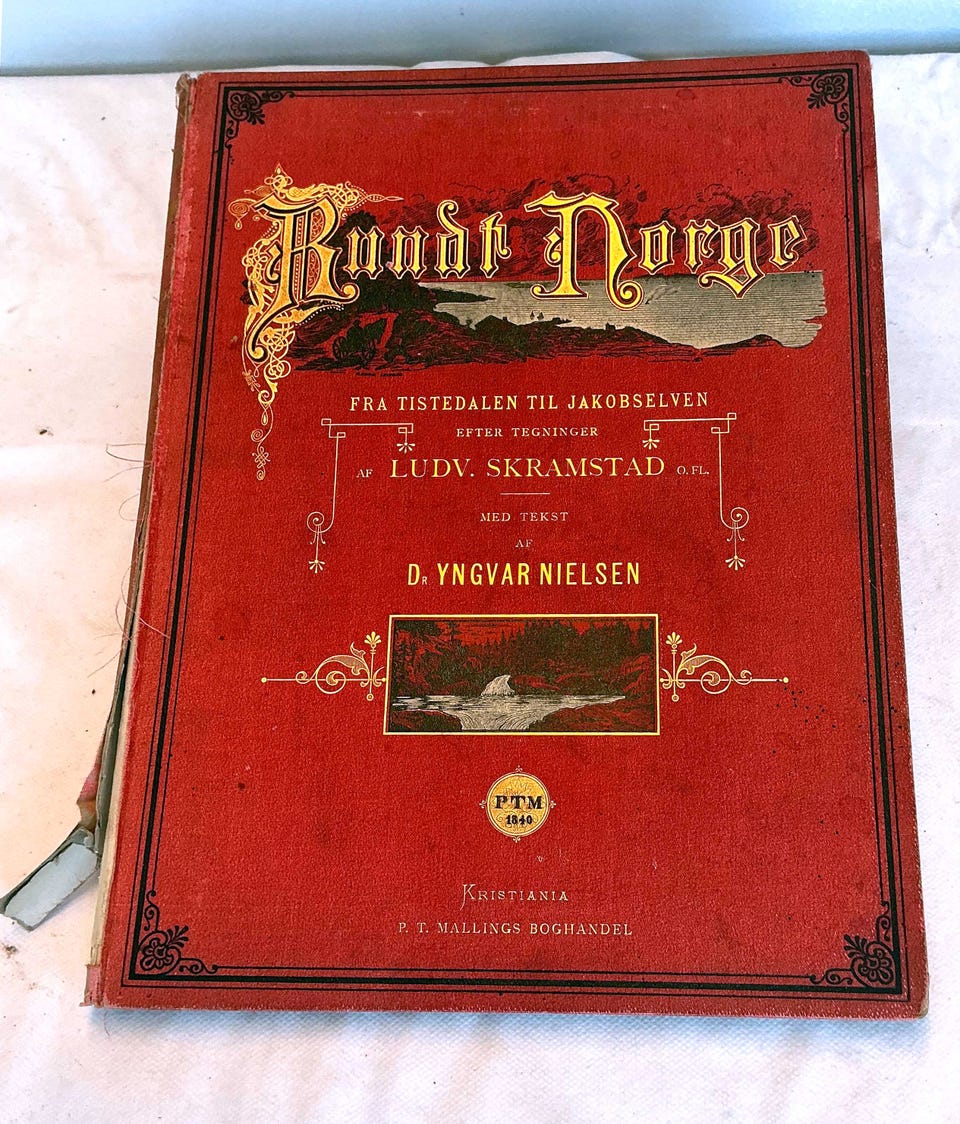 Rundt Norge
FRA TISTEDALEN TIL JAKOBSELVEN
EFTER TEGNINGER
AF LUDV. SKRAMSTAD O. FL.
MED TEKST
AF
DR YNGVAR NIELSEN
PTM
1840
KRISTIANIA
P. T. MALLINGS BOGHANDEL